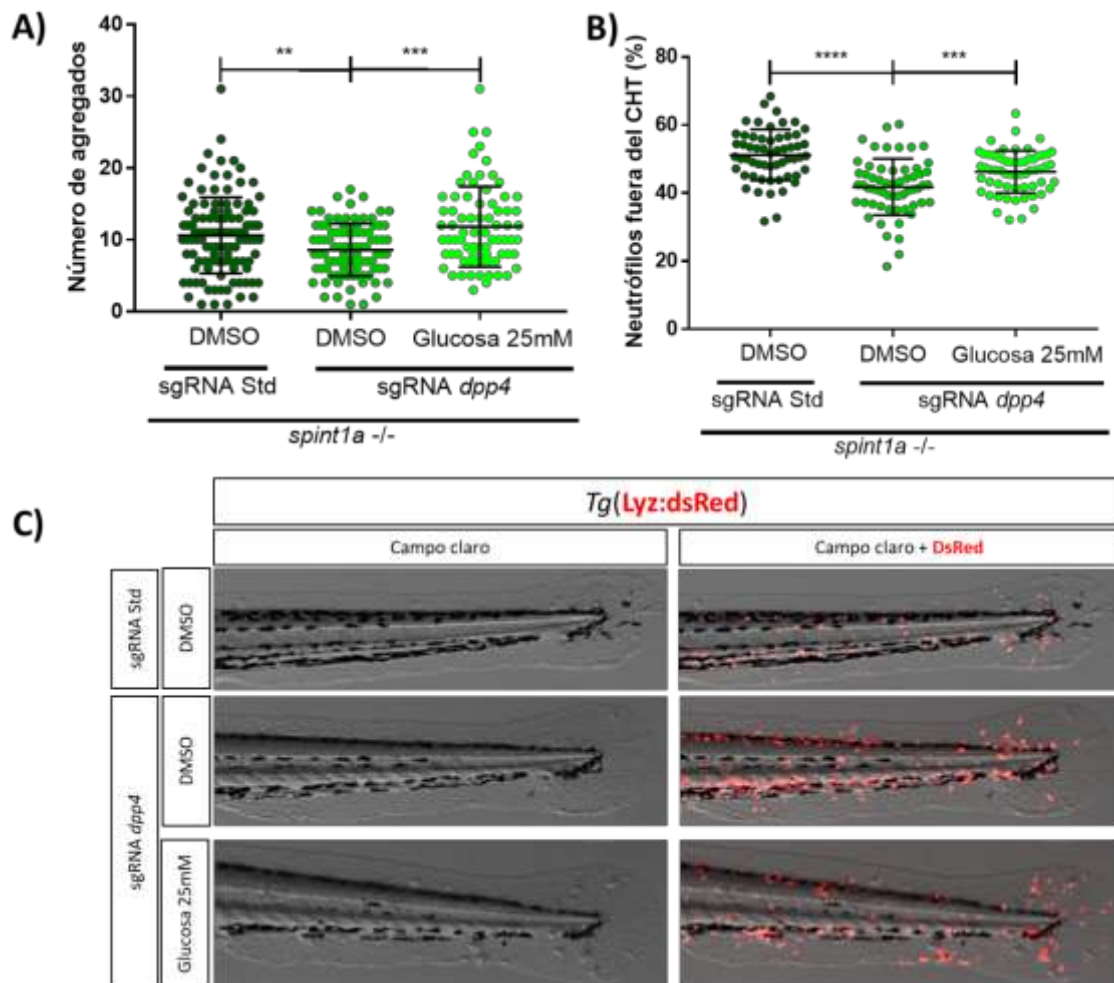 A)
Número de agregados
40
30
20
10
0
**
***
DMSO
DMSO
Glucosa 25mM
sgRNA Std
sgRNA dpp4
spint1a -/-
B)
Neutrófilos fuera del CHT (%)
80
60
40
20
0
****
***
DMSO
DMSO
Glucosa 25mM
sgRNA Std
sgRNA dpp4
spint1a -/-
C)
Tg(Lyz:dsRed)
Campo claro
Campo claro + DsRed
sgRNA Std
DMSO
sgRNA dpp4
DMSO
Glucosa 25mM